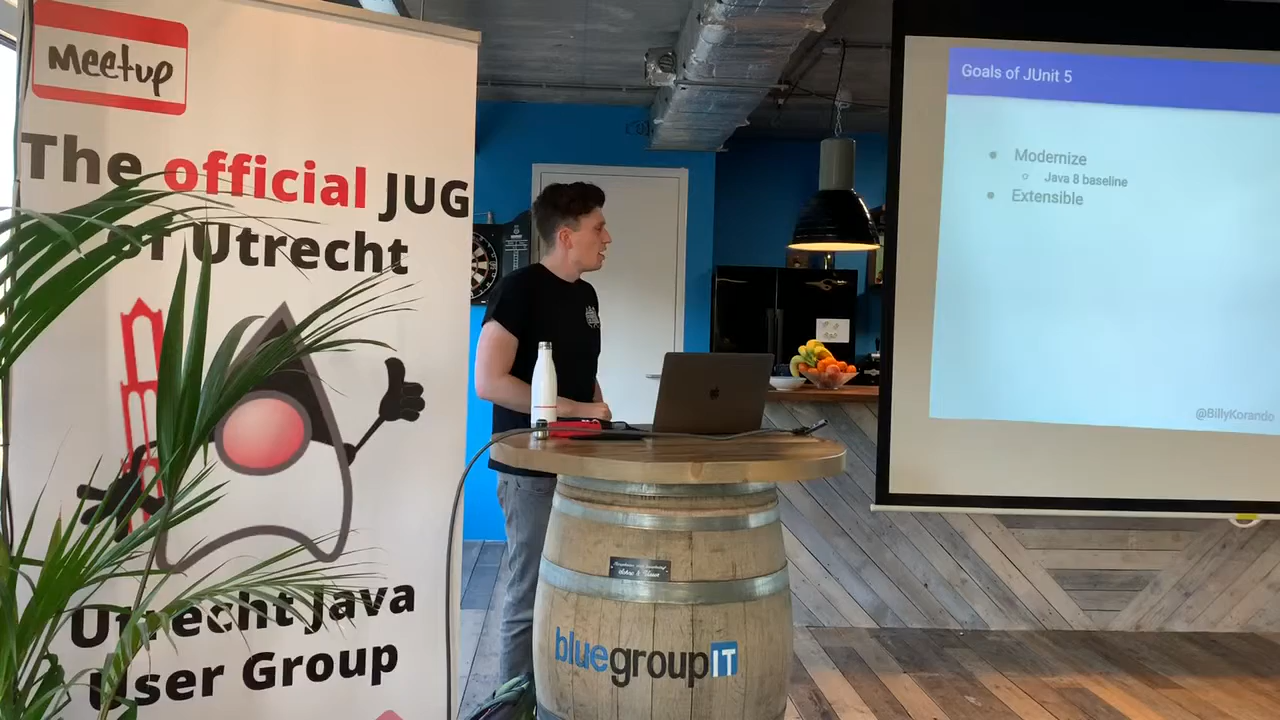 meetup
The official JUG
of Utrecht
Utrecht Java
User Group
bluegroupIT
Goals of JUnit 5
Modernize
Java 8 baseline
Extensible
@BillyKorando